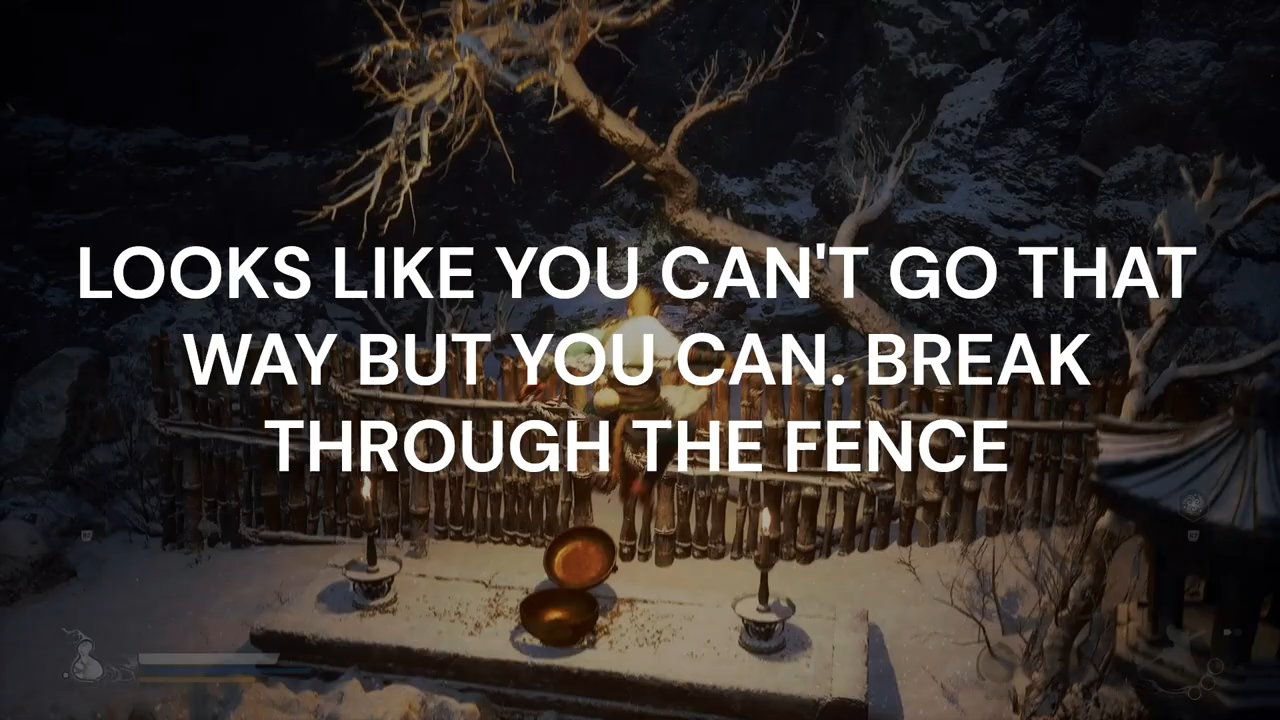 LOOKS LIKE YOU CAN'T GO THAT
WAY BUT YOU CAN. BREAK
THROUGH THE FENCE